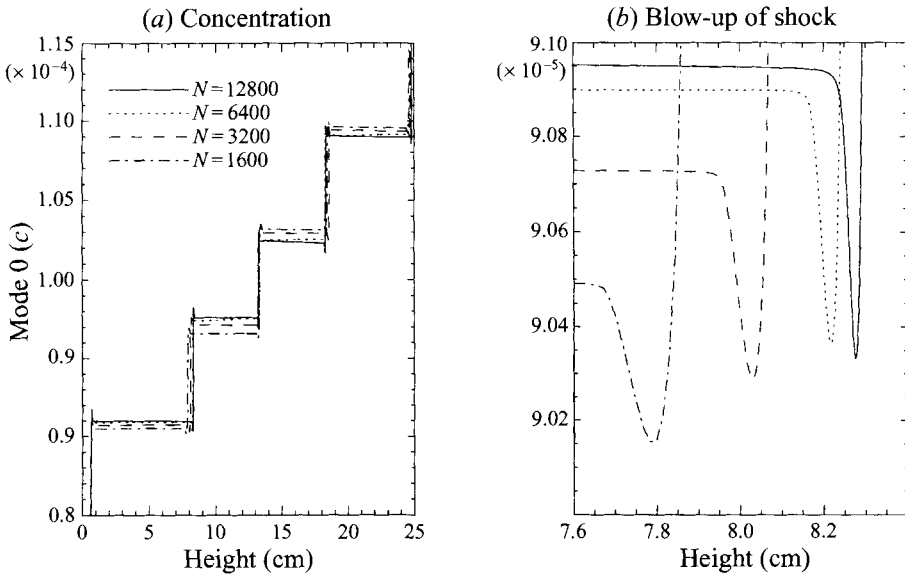 (a) Concentration
1.15
(× 10⁻⁴)
N=12800
1.10
N=6400
N=3200
N=1600
1.05
Mode 0 (c)
1.00
0.9
0.9
0.8
0 5 10 15 20 25
Height (cm)
(b) Blow-up of shock
9.10
(× 10⁻⁵)
9.08
9.06
9.04
9.02
7.6 7.8 8.0 8.2
Height (cm)